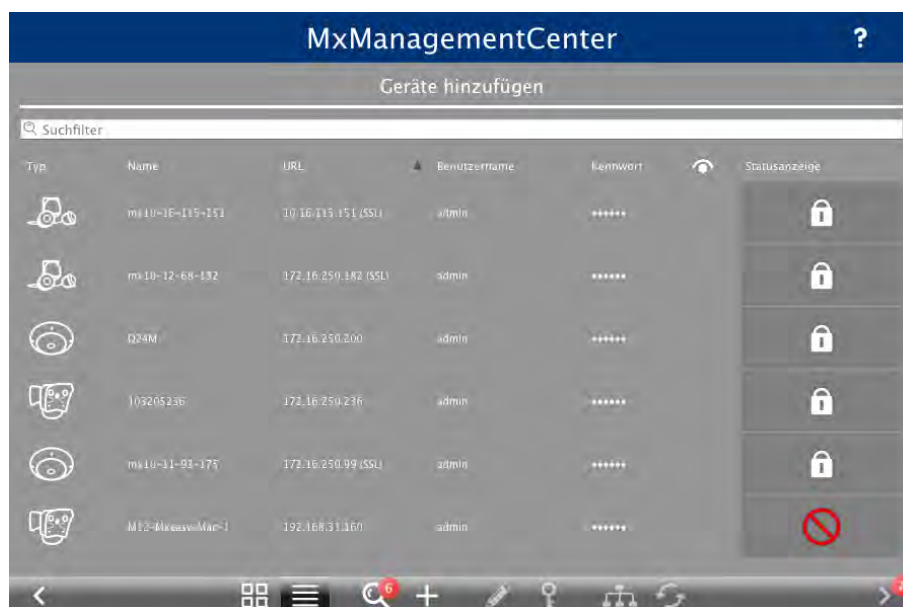 MxManagementCenter ?
Geräte hinzufügen
Suchfilter
Typ Name URL Benutzername Kennwort Statusanzeige
10.16.115.151 (SSL) admin ••••••
172.16.250.182 (SSL) admin ••••••
D24M 172.16.250.200 admin ••••••
103205236 172.16.250.236 admin ••••••
172.16.250.99 (SSL) admin ••••••
192.168.31.160 admin ••••••
6